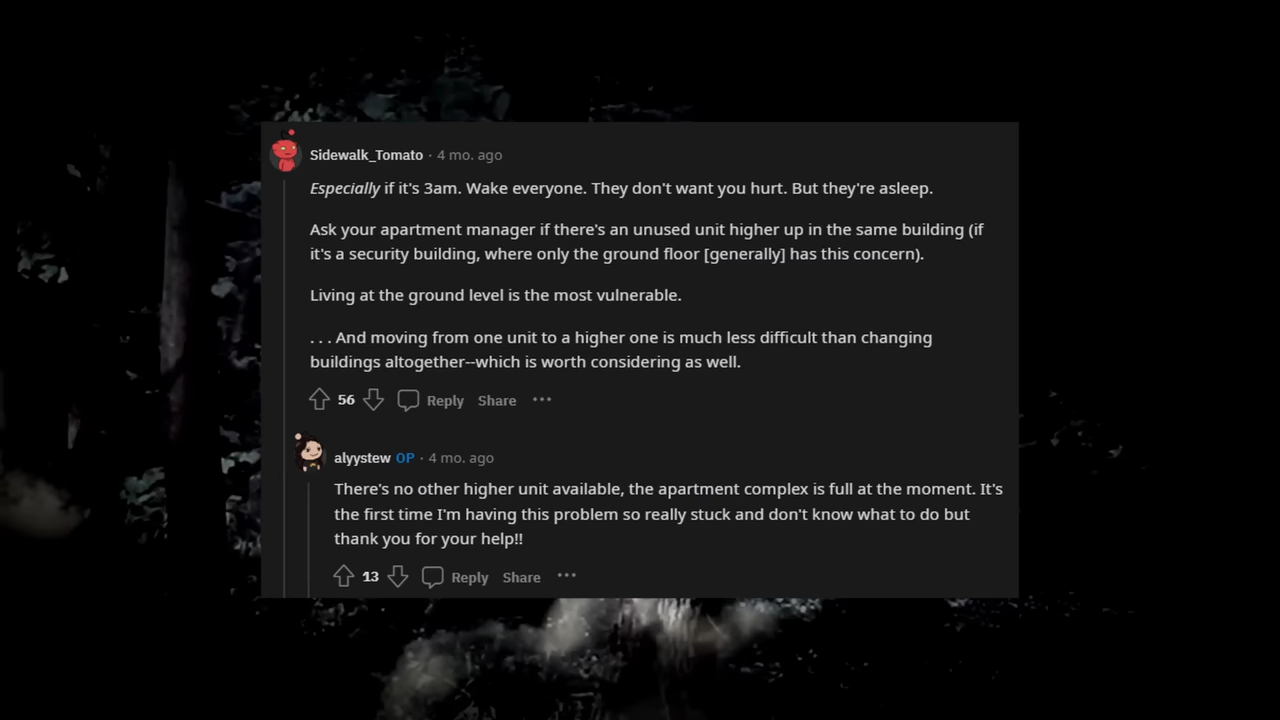 Sidewalk_Tomato · 4 mo. ago
Especially if it's 3am. Wake everyone. They don't want you hurt. But they're asleep.
Ask your apartment manager if there's an unused unit higher up in the same building (if
it's a security building, where only the ground floor [generally] has this concern).
Living at the ground level is the most vulnerable.
. . . And moving from one unit to a higher one is much less difficult than changing
buildings altogether--which is worth considering as well.
56 Reply Share ···
alyystew OP · 4 mo. ago
There's no other higher unit available, the apartment complex is full at the moment. It's
the first time I'm having this problem so really stuck and don't know what to do but
thank you for your help!!
13 Reply Share ···